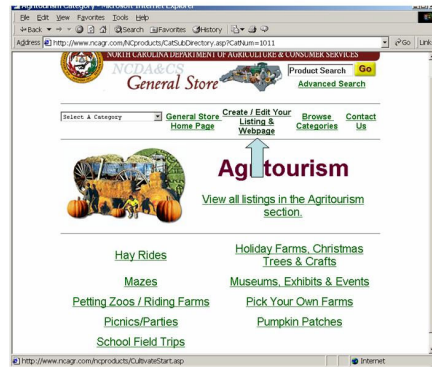 Agritourism Category - Microsoft Internet Explorer
File Edit View Favorites Tools Help
Back Search Favorites History
Address http://www.ncagr.com/NCproducts/CatSubDirectory.asp?CatNum=1011 Go Link
NORTH CAROLINA DEPARTMENT OF AGRICULTURE & CONSUMER SERVICES
NCDA&CS
General Store
Product Search Go
Advanced Search
Select A Category
General Store Home Page
Create / Edit Your Listing & Webpage
Browse Categories
Contact Us
Agritourism
View all listings in the Agritourism
section.
Hay Rides
Holiday Farms, Christmas
Trees & Crafts
Mazes
Museums, Exhibits & Events
Petting Zoos / Riding Farms
Pick Your Own Farms
Picnics/Parties
Pumpkin Patches
School Field Trips
http://www.ncagr.com/ncproducts/CultivateStart.asp Internet